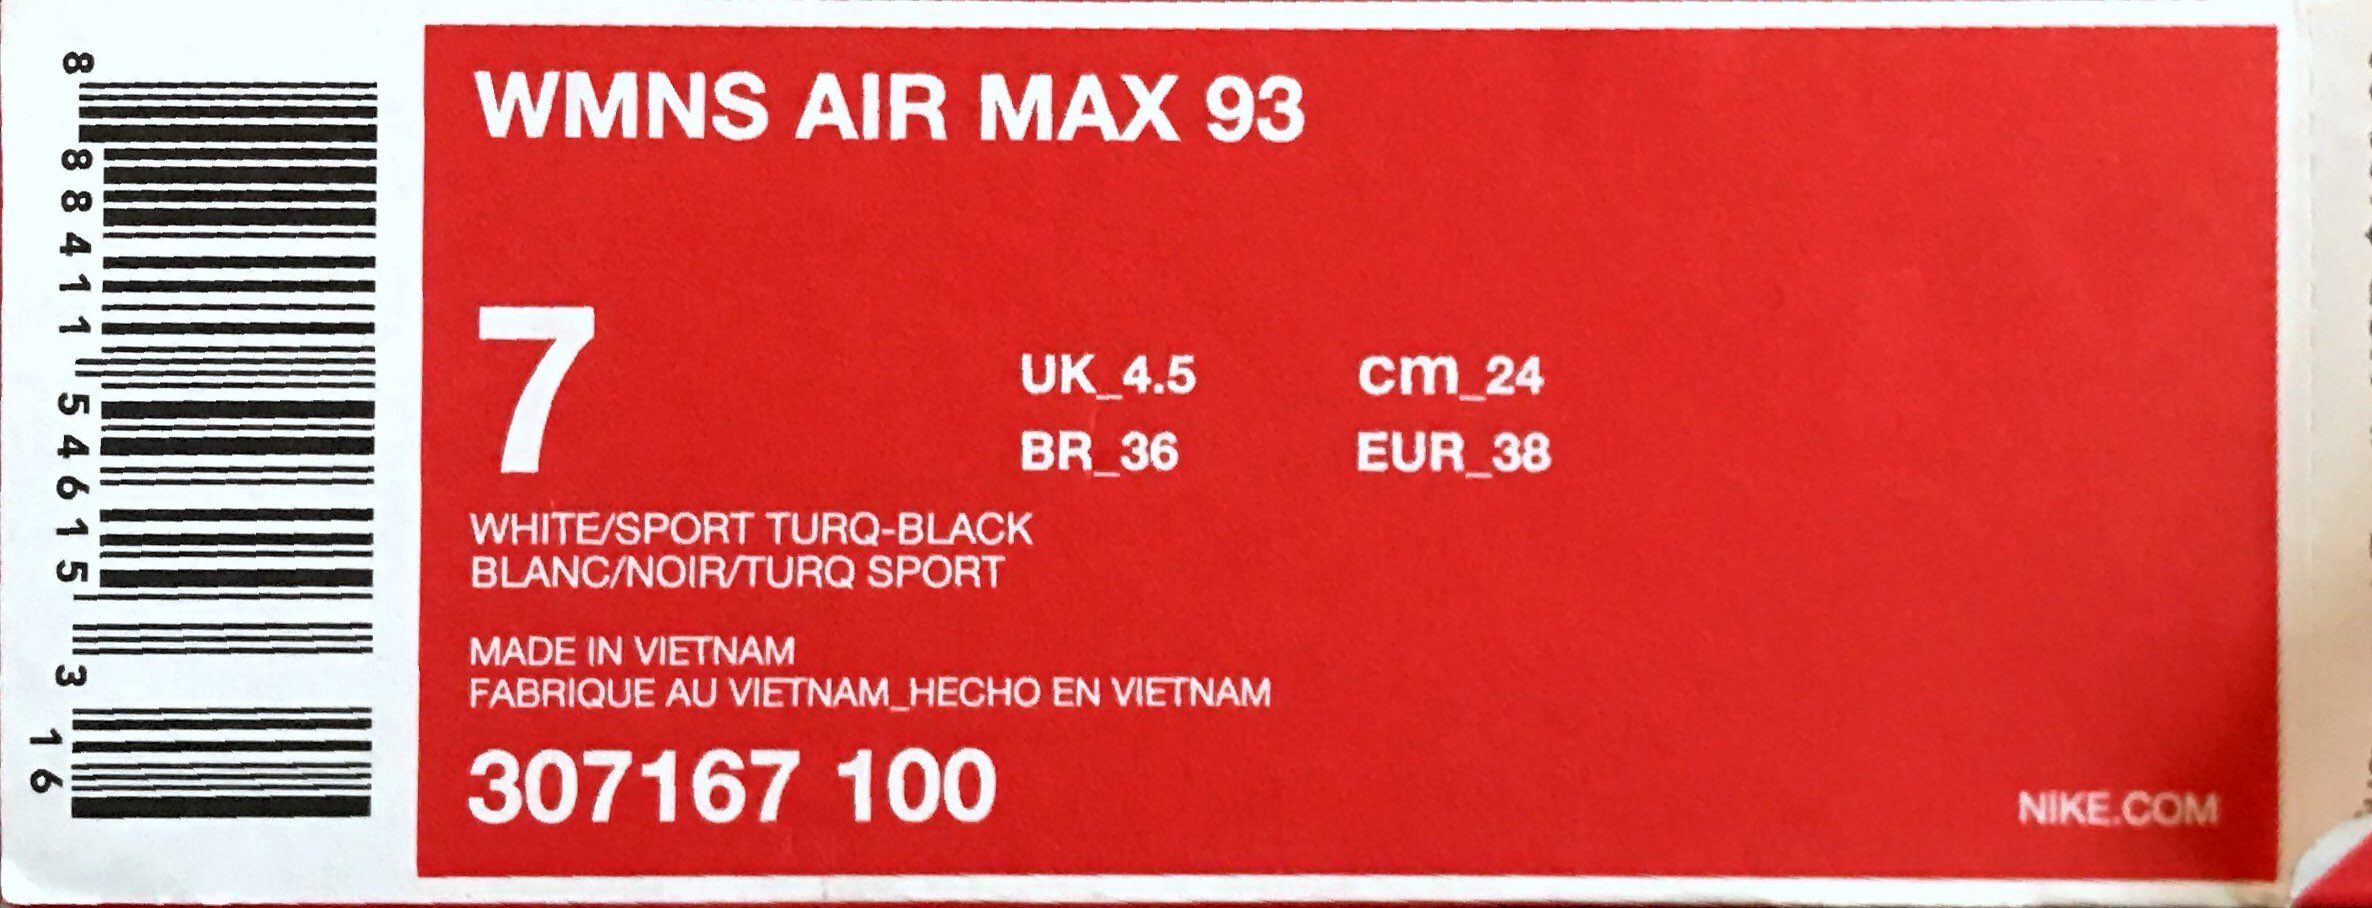 8 88411 54615 3
16
WMNS AIR MAX 93
7
UK_4.5 cm_24
BR_36 EUR_38
WHITE/SPORT TURQ-BLACK
BLANC/NOIR/TURQ SPORT
MADE IN VIETNAM
FABRIQUE AU VIETNAM_HECHO EN VIETNAM
307167 100
NIKE.COM